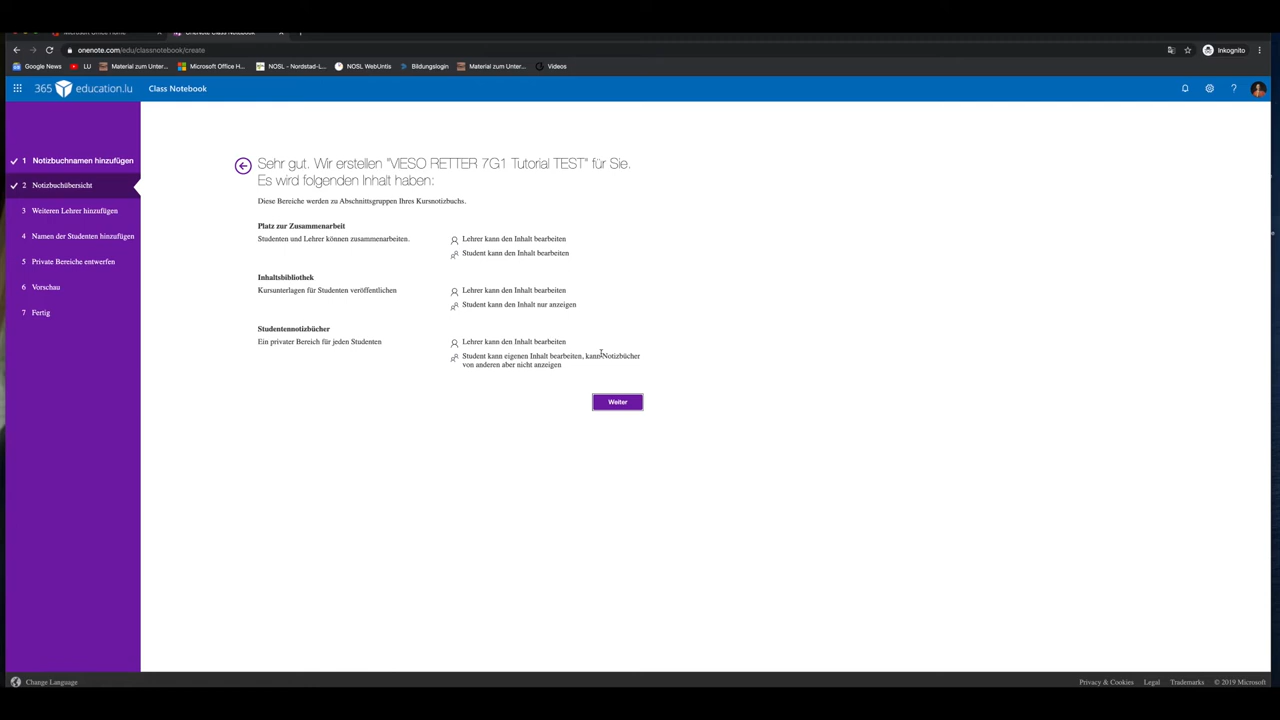 Microsoft Office Home
OneNote Class Notebook
onenote.com/edu/classnotebook/create
Inkognito
Google News
LU
Material zum Unter...
Microsoft Office H...
NOSL - Nordstad-L...
NOSL WebUntis
Bildungslogin
Material zum Unter...
Videos
365 education.lu
Class Notebook
1 Notizbuchnamen hinzufügen
2 Notizbuchübersicht
3 Weiteren Lehrer hinzufügen
4 Namen der Studenten hinzufügen
5 Private Bereiche entwerfen
6 Vorschau
7 Fertig
Sehr gut. Wir erstellen "VIESO RETTER 7G1 Tutorial TEST" für Sie.
Es wird folgenden Inhalt haben:
Diese Bereiche werden zu Abschnittsgruppen Ihres Kursnotizbuchs.
Platz zur Zusammenarbeit
Studenten und Lehrer können zusammenarbeiten.
Lehrer kann den Inhalt bearbeiten
Student kann den Inhalt bearbeiten
Inhaltsbibliothek
Kursunterlagen für Studenten veröffentlichen
Lehrer kann den Inhalt bearbeiten
Student kann den Inhalt nur anzeigen
Studentennotizbücher
Ein privater Bereich für jeden Studenten
Lehrer kann den Inhalt bearbeiten
Student kann eigenen Inhalt bearbeiten, kann Notizbücher
von anderen aber nicht anzeigen
Weiter
Change Language
Privacy & Cookies
Legal
Trademarks
© 2019 Microsoft